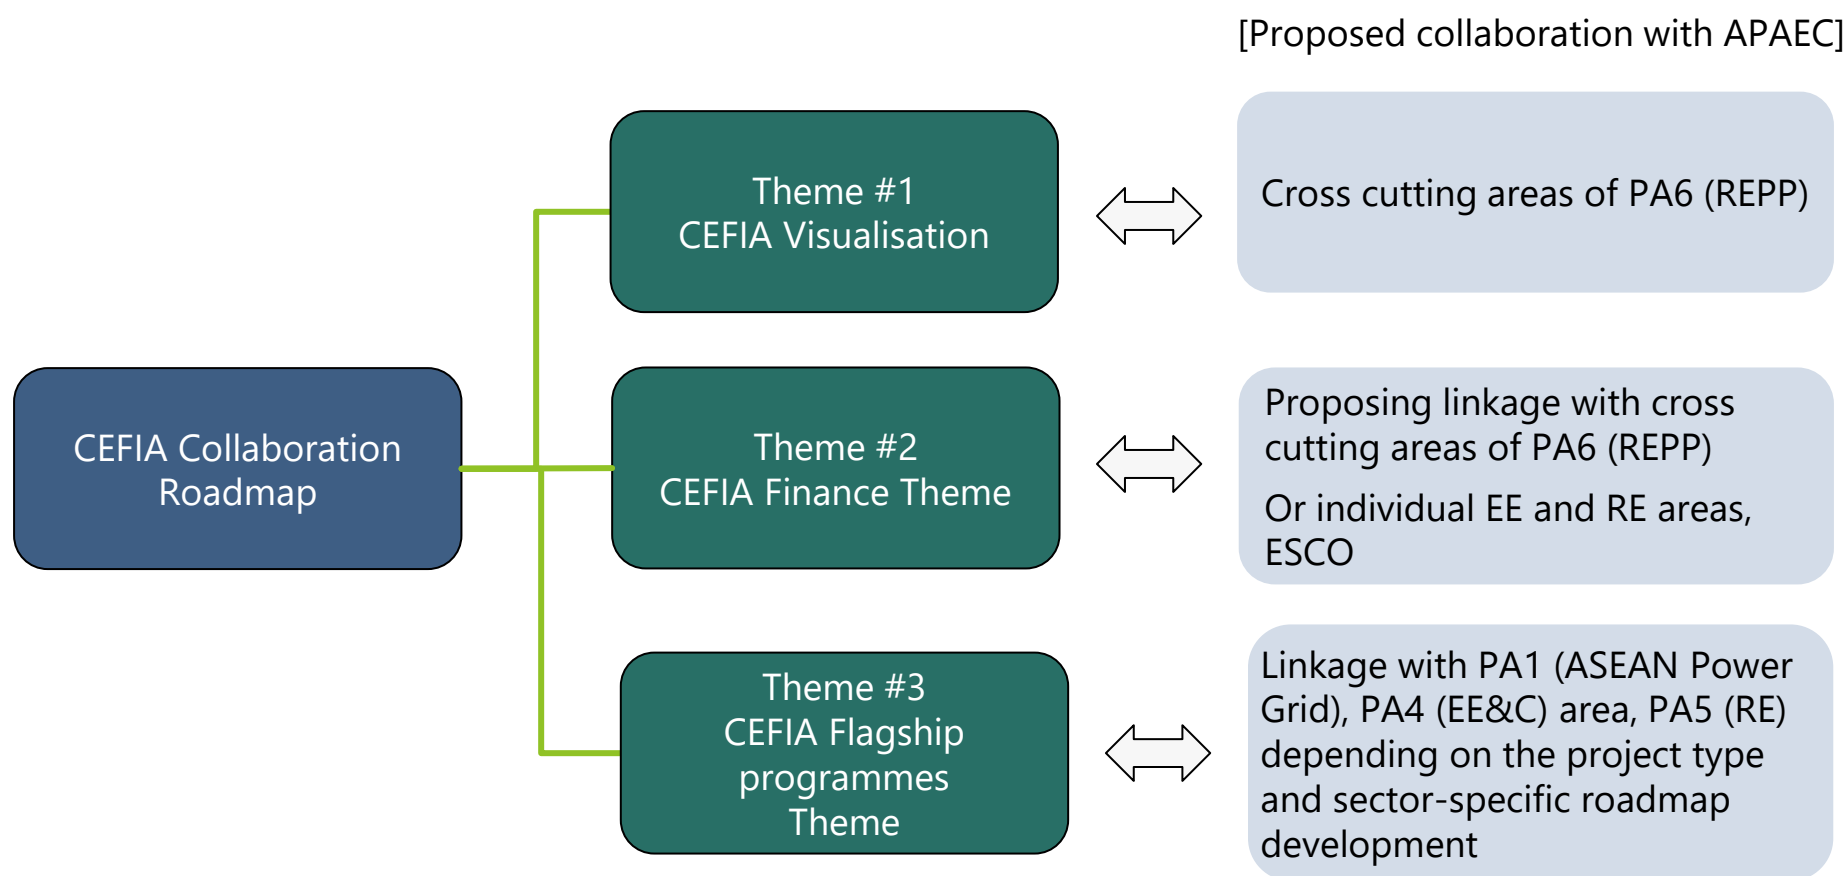 [Proposed collaboration with APAEC]
Theme #1
CEFIA Visualisation
Cross cutting areas of PA6 (REPP)
CEFIA Collaboration
Roadmap
Theme #2
CEFIA Finance Theme
Proposing linkage with cross
cutting areas of PA6 (REPP)
Or individual EE and RE areas,
ESCO
Theme #3
CEFIA Flagship
programmes
Theme
Linkage with PA1 (ASEAN Power
Grid), PA4 (EE&C) area, PA5 (RE)
depending on the project type
and sector-specific roadmap
development